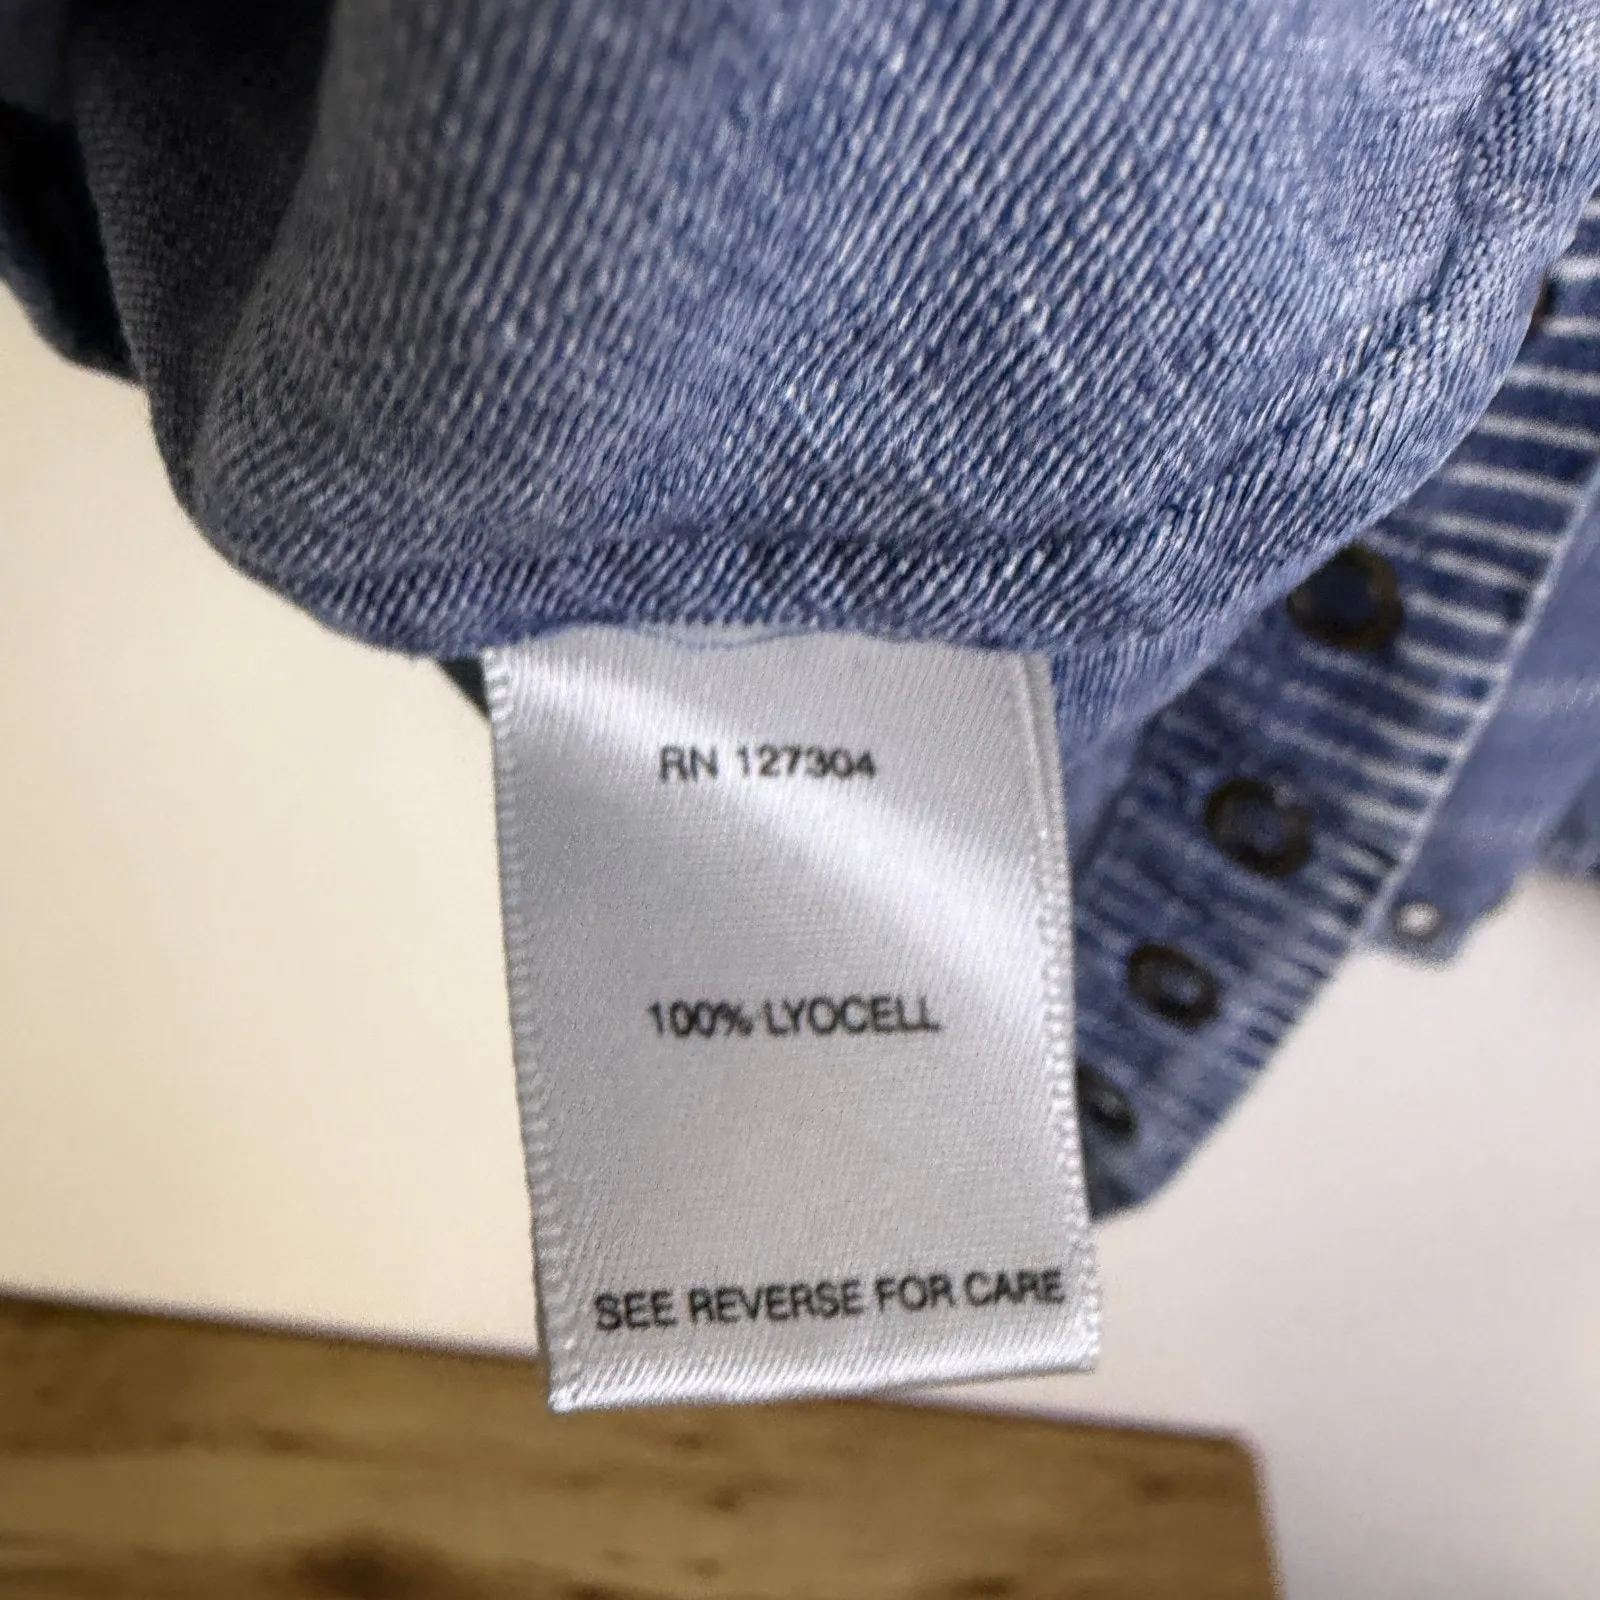 RN 127304
100% LYOCELL
SEE REVERSE FOR CARE